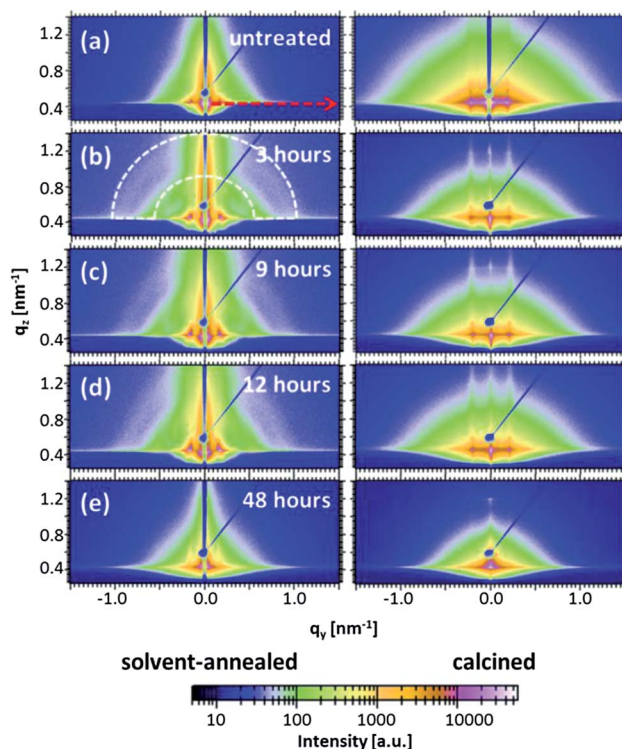 (a) untreated
1.2
0.8
0.4
(b) 3 hours
1.2
0.8
0.4
(c) 9 hours
1.2
0.8
0.4
(d) 12 hours
1.2
0.8
0.4
(e) 48 hours
1.2
0.8
0.4
qz [nm-1]
-1.0 0.0 1.0 -1.0 0.0 1.0
qy [nm-1]
solvent-annealed calcined
10 100 1000 10000
Intensity [a.u.]